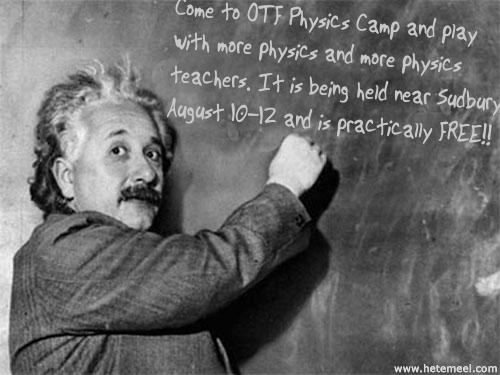 Come to OTF Physics Camp and play
with more physics and more physics
teachers. It is being held near Sudbury
August 10-12 and is practically FREE!!
www.hetemeel.com